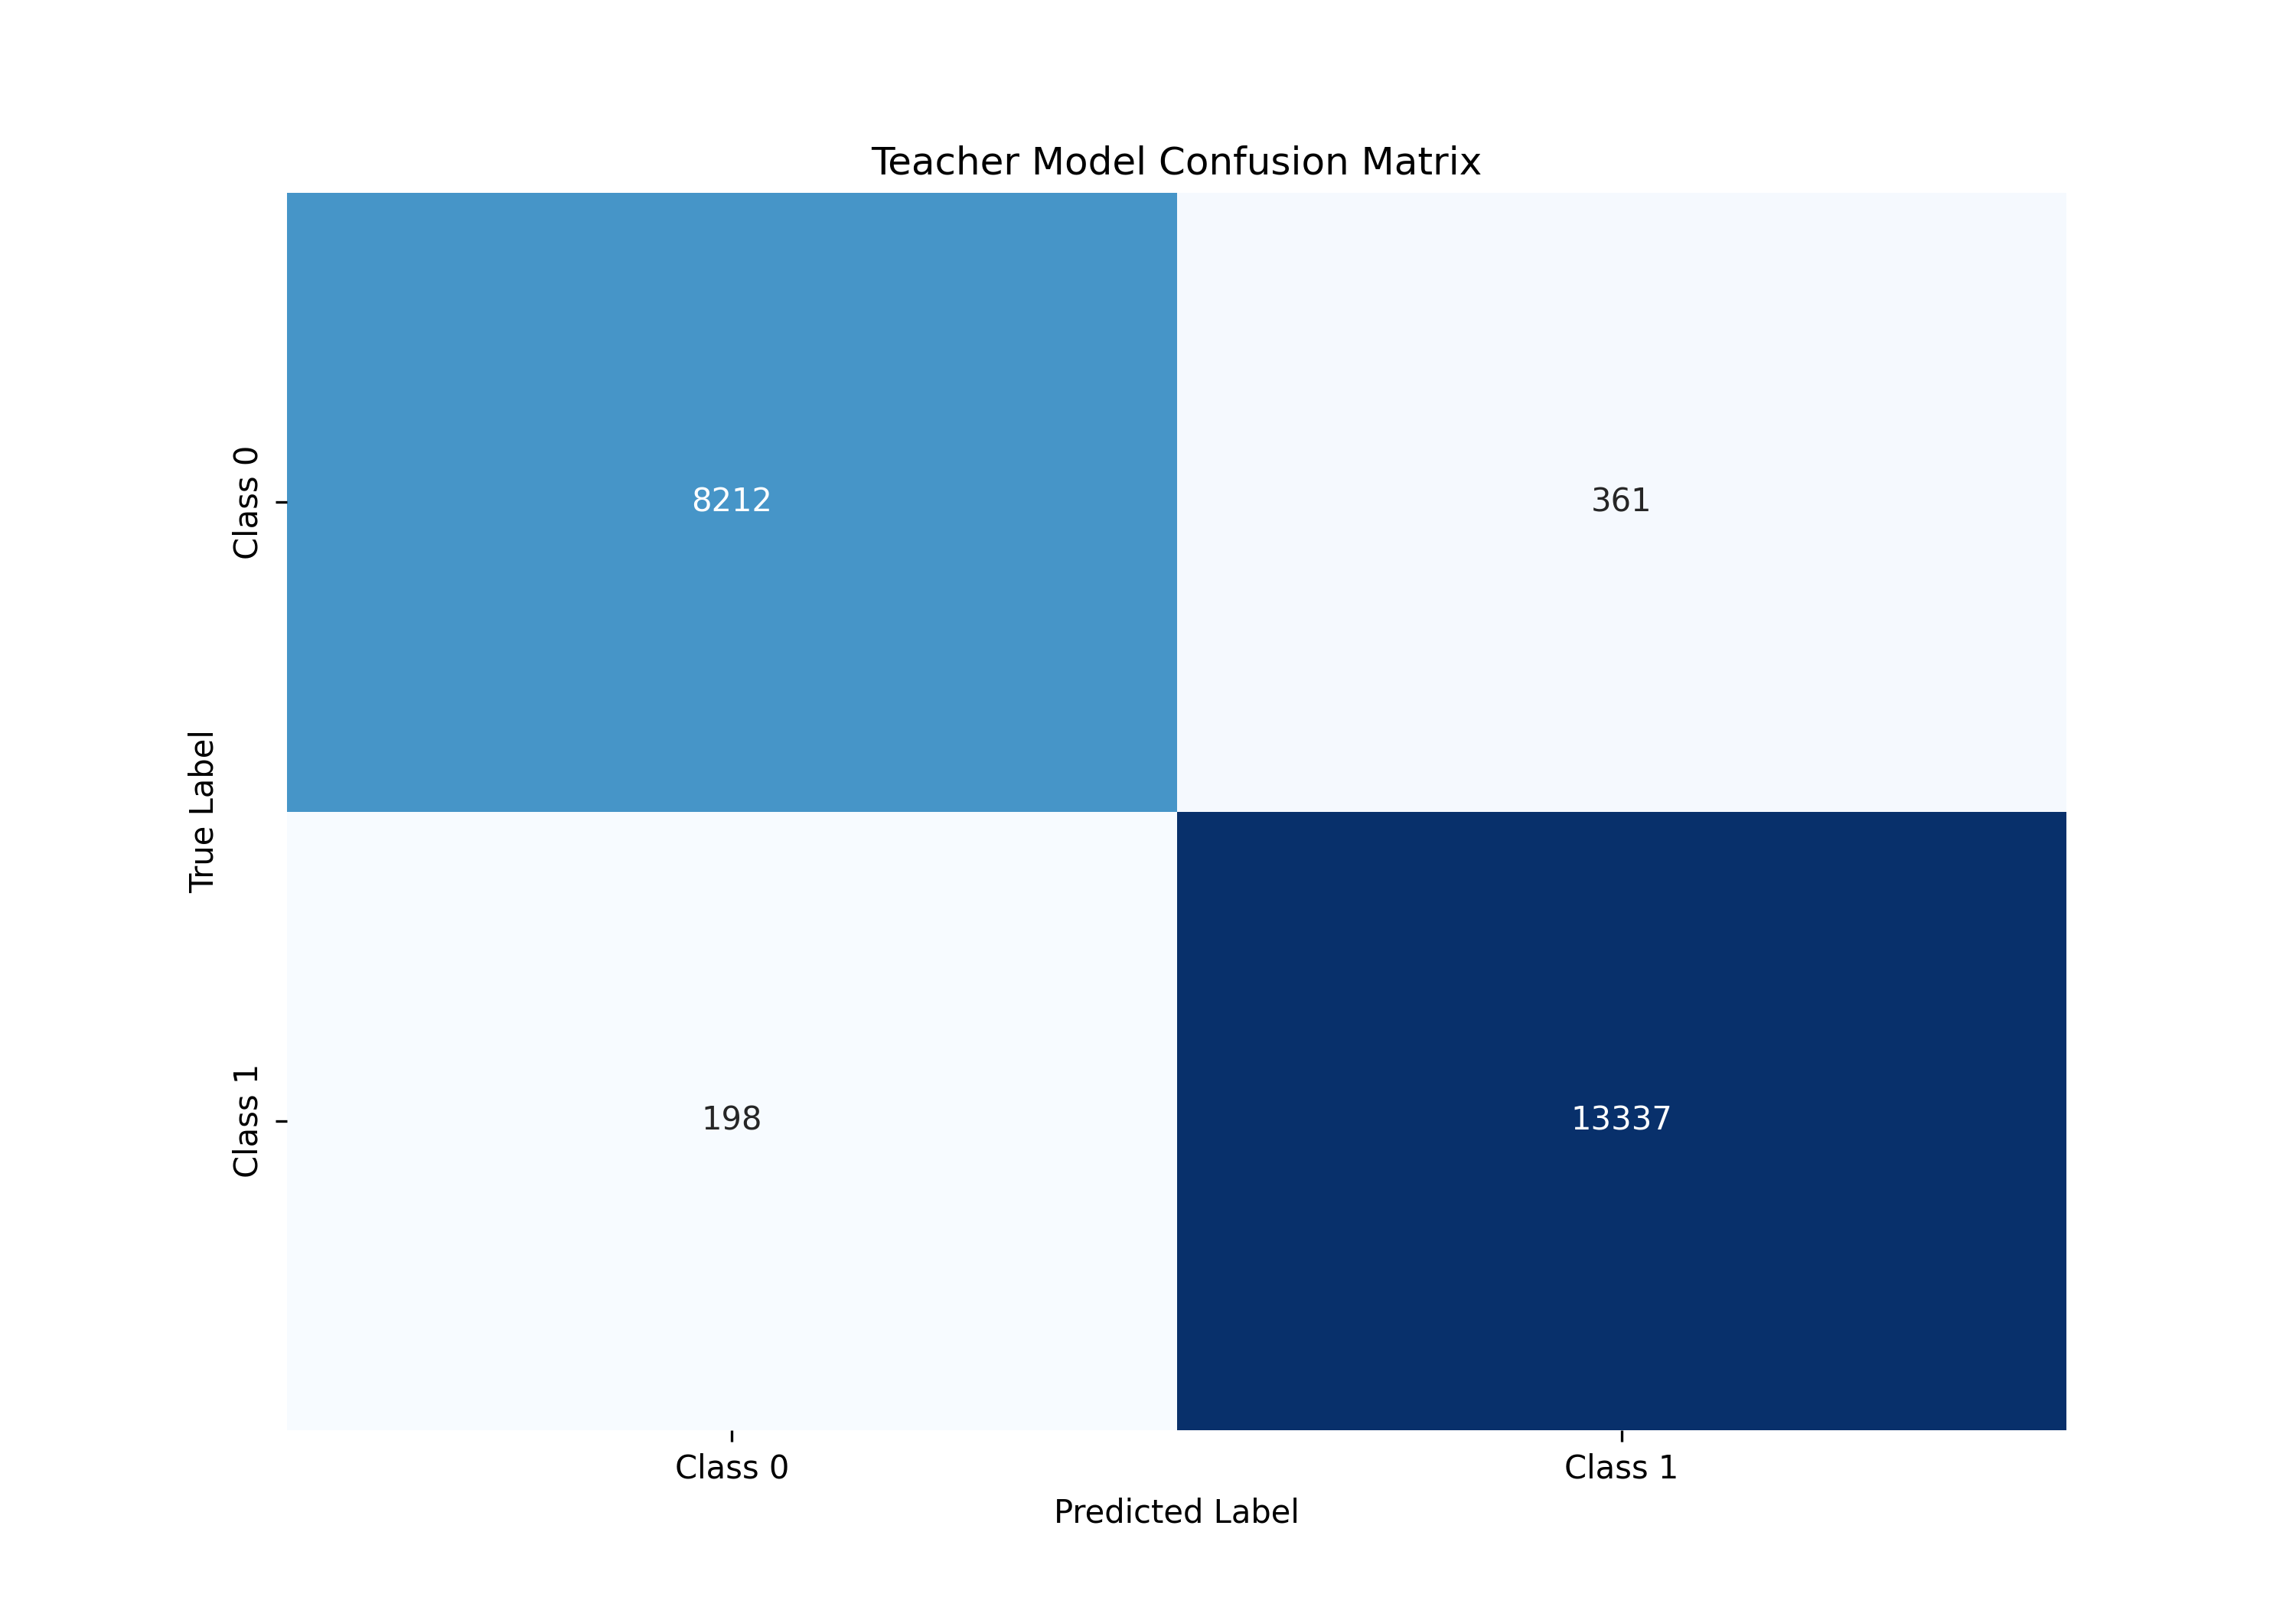 Teacher Model Confusion Matrix
True Label
Class 0
8212 361
Class 1
198 13337
Class 0 Class 1
Predicted Label